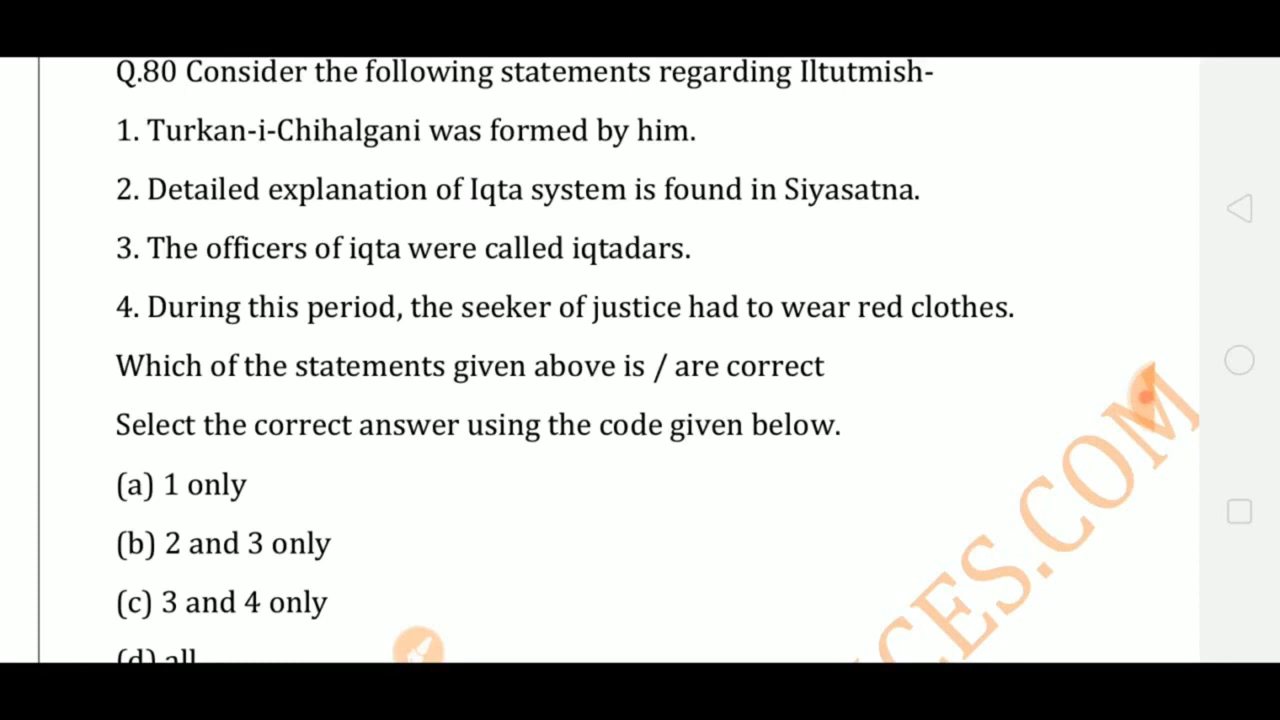 Q.80 Consider the following statements regarding Iltutmish-
1. Turkan-i-Chihalgani was formed by him.
2. Detailed explanation of Iqta system is found in Siyasatna.
3. The officers of iqta were called iqtadars.
4. During this period, the seeker of justice had to wear red clothes.
Which of the statements given above is / are correct
Select the correct answer using the code given below.
(a) 1 only
(b) 2 and 3 only
(c) 3 and 4 only
(d) all
CES.COM